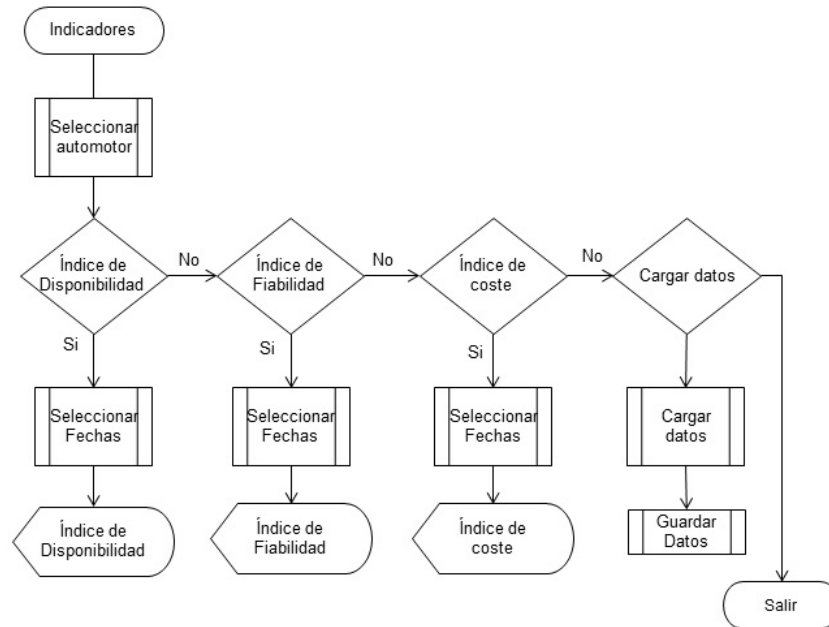 Indicadores
Seleccionar
automotor
Índice de
Disponibilidad
No
Índice de
Fiabilidad
No
Índice de
coste
No
Cargar datos
Si
Si
Si
Seleccionar
Fechas
Seleccionar
Fechas
Seleccionar
Fechas
Cargar
datos
Índice de
Disponibilidad
Índice de
Fiabilidad
Índice de
coste
Guardar
Datos
Salir